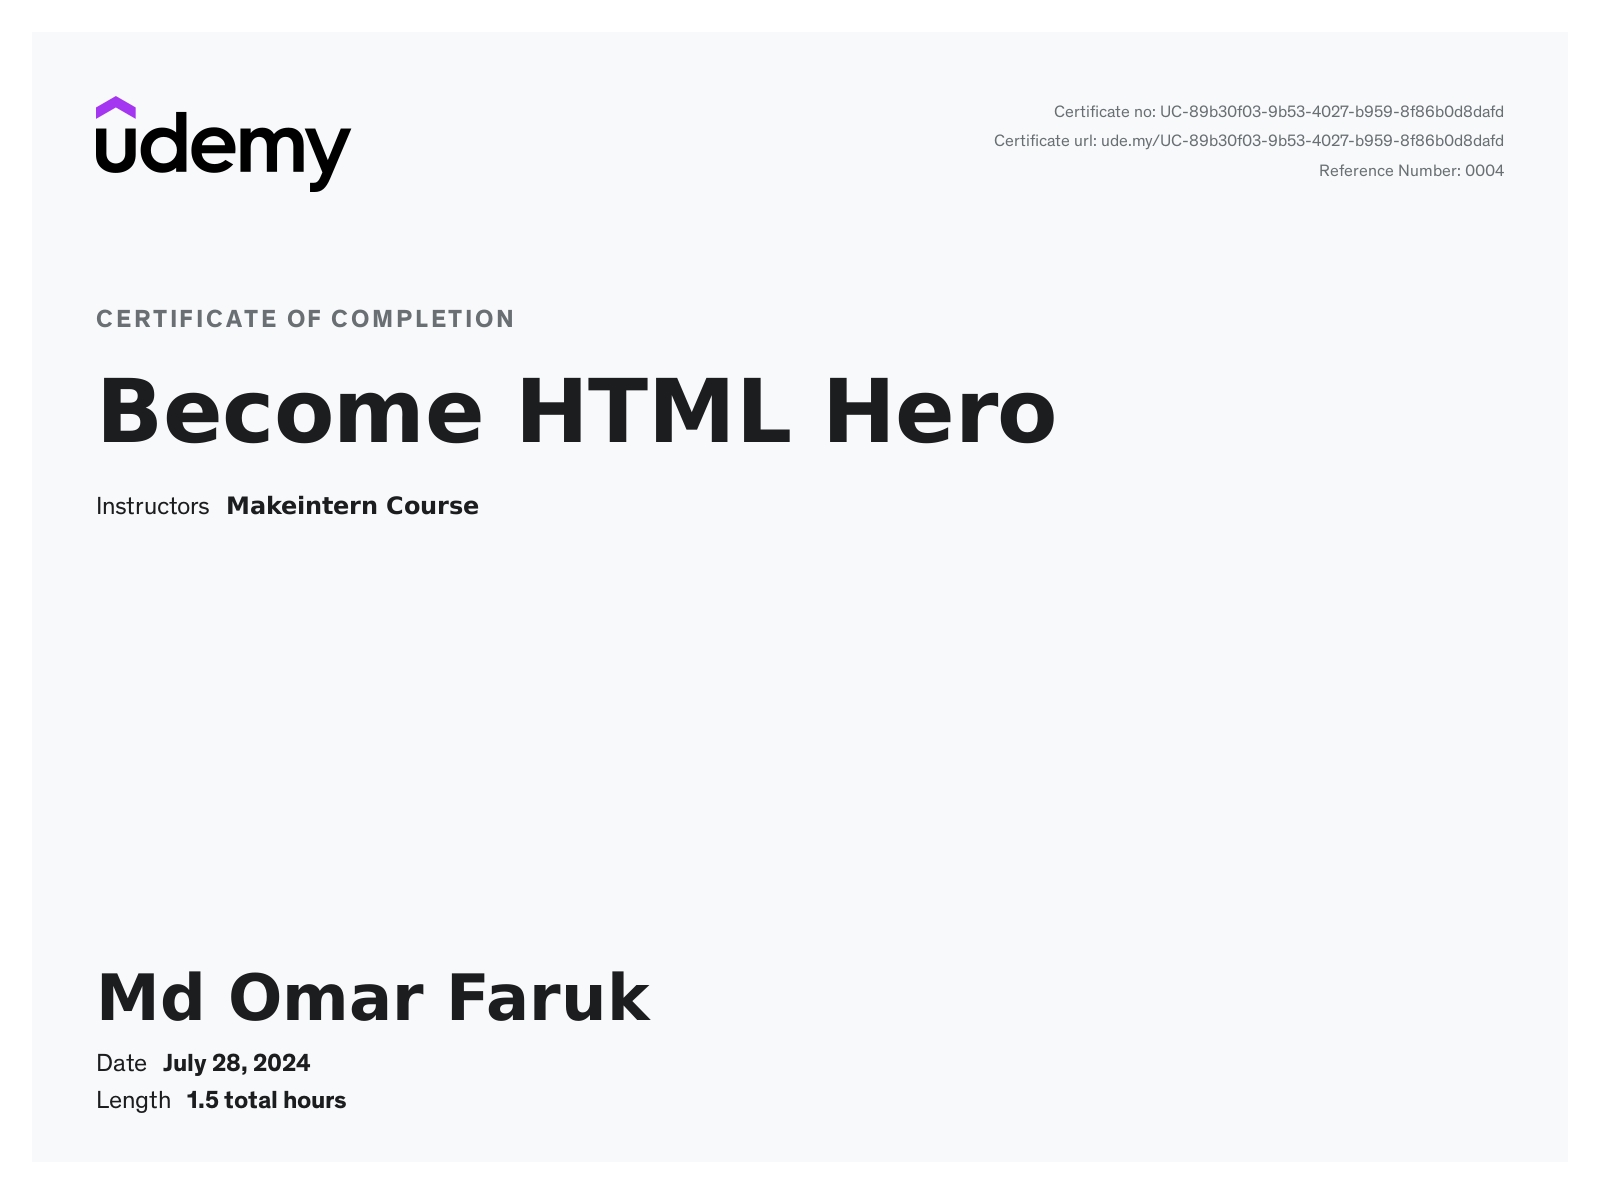 udemy
Certificate no: UC-89b30f03-9b53-4027-b959-8f86b0d8dafd
Certificate url: ude.my/UC-89b30f03-9b53-4027-b959-8f86b0d8dafd
Reference Number: 0004
CERTIFICATE OF COMPLETION
Become HTML Hero
Instructors Makeintern Course
Md Omar Faruk
Date July 28, 2024
Length 1.5 total hours